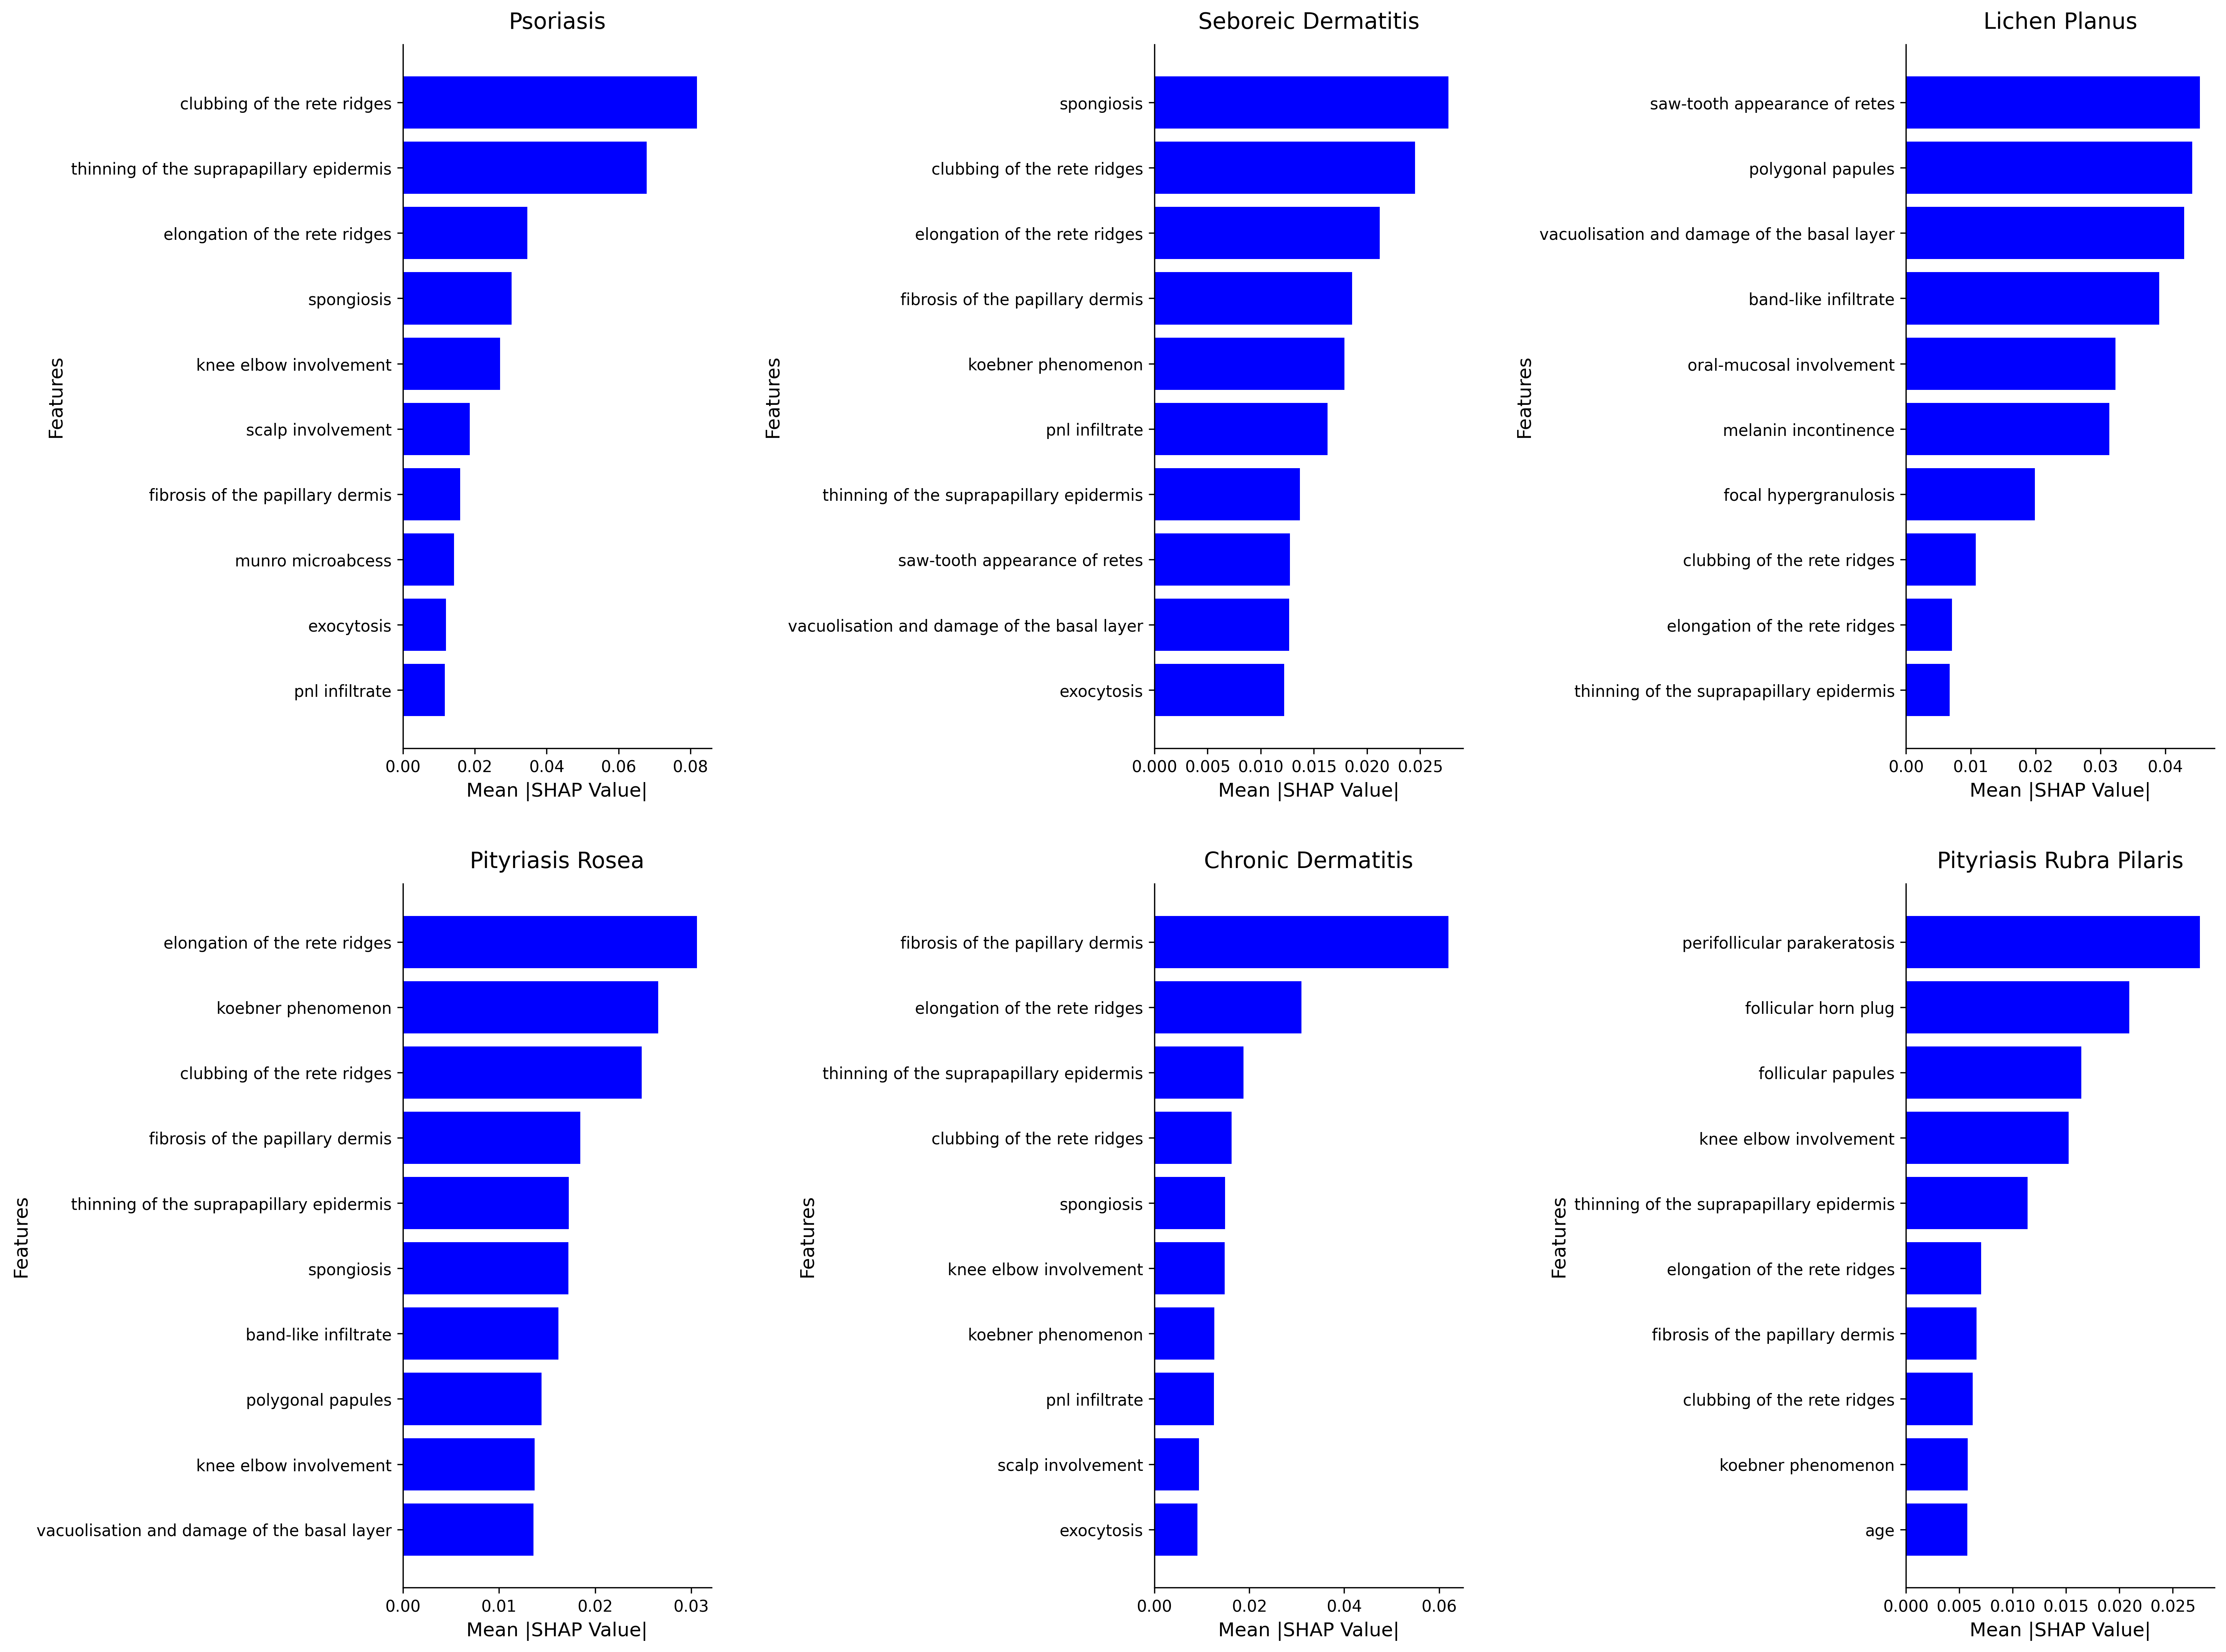 Psoriasis
clubbing of the rete ridges
thinning of the suprapapillary epidermis
elongation of the rete ridges
spongiosis
knee elbow involvement
scalp involvement
fibrosis of the papillary dermis
munro microabcess
exocytosis
pnl infiltrate
Features
0.00 0.02 0.04 0.06 0.08
Mean |SHAP Value|
Seboreic Dermatitis
spongiosis
clubbing of the rete ridges
elongation of the rete ridges
fibrosis of the papillary dermis
koebner phenomenon
pnl infiltrate
thinning of the suprapapillary epidermis
saw-tooth appearance of retes
vacuolisation and damage of the basal layer
exocytosis
Features
0.000 0.005 0.010 0.015 0.020 0.025
Mean |SHAP Value|
Lichen Planus
saw-tooth appearance of retes
polygonal papules
vacuolisation and damage of the basal layer
band-like infiltrate
oral-mucosal involvement
melanin incontinence
focal hypergranulosis
clubbing of the rete ridges
elongation of the rete ridges
thinning of the suprapapillary epidermis
Features
0.00 0.01 0.02 0.03 0.04
Mean |SHAP Value|
Pityriasis Rosea
elongation of the rete ridges
koebner phenomenon
clubbing of the rete ridges
fibrosis of the papillary dermis
thinning of the suprapapillary epidermis
spongiosis
band-like infiltrate
polygonal papules
knee elbow involvement
vacuolisation and damage of the basal layer
Features
0.00 0.01 0.02 0.03
Mean |SHAP Value|
Chronic Dermatitis
fibrosis of the papillary dermis
elongation of the rete ridges
thinning of the suprapapillary epidermis
clubbing of the rete ridges
spongiosis
knee elbow involvement
koebner phenomenon
pnl infiltrate
scalp involvement
exocytosis
Features
0.00 0.02 0.04 0.06
Mean |SHAP Value|
Pityriasis Rubra Pilaris
perifollicular parakeratosis
follicular horn plug
follicular papules
knee elbow involvement
thinning of the suprapapillary epidermis
elongation of the rete ridges
fibrosis of the papillary dermis
clubbing of the rete ridges
koebner phenomenon
age
Features
0.000 0.005 0.010 0.015 0.020 0.025
Mean |SHAP Value|